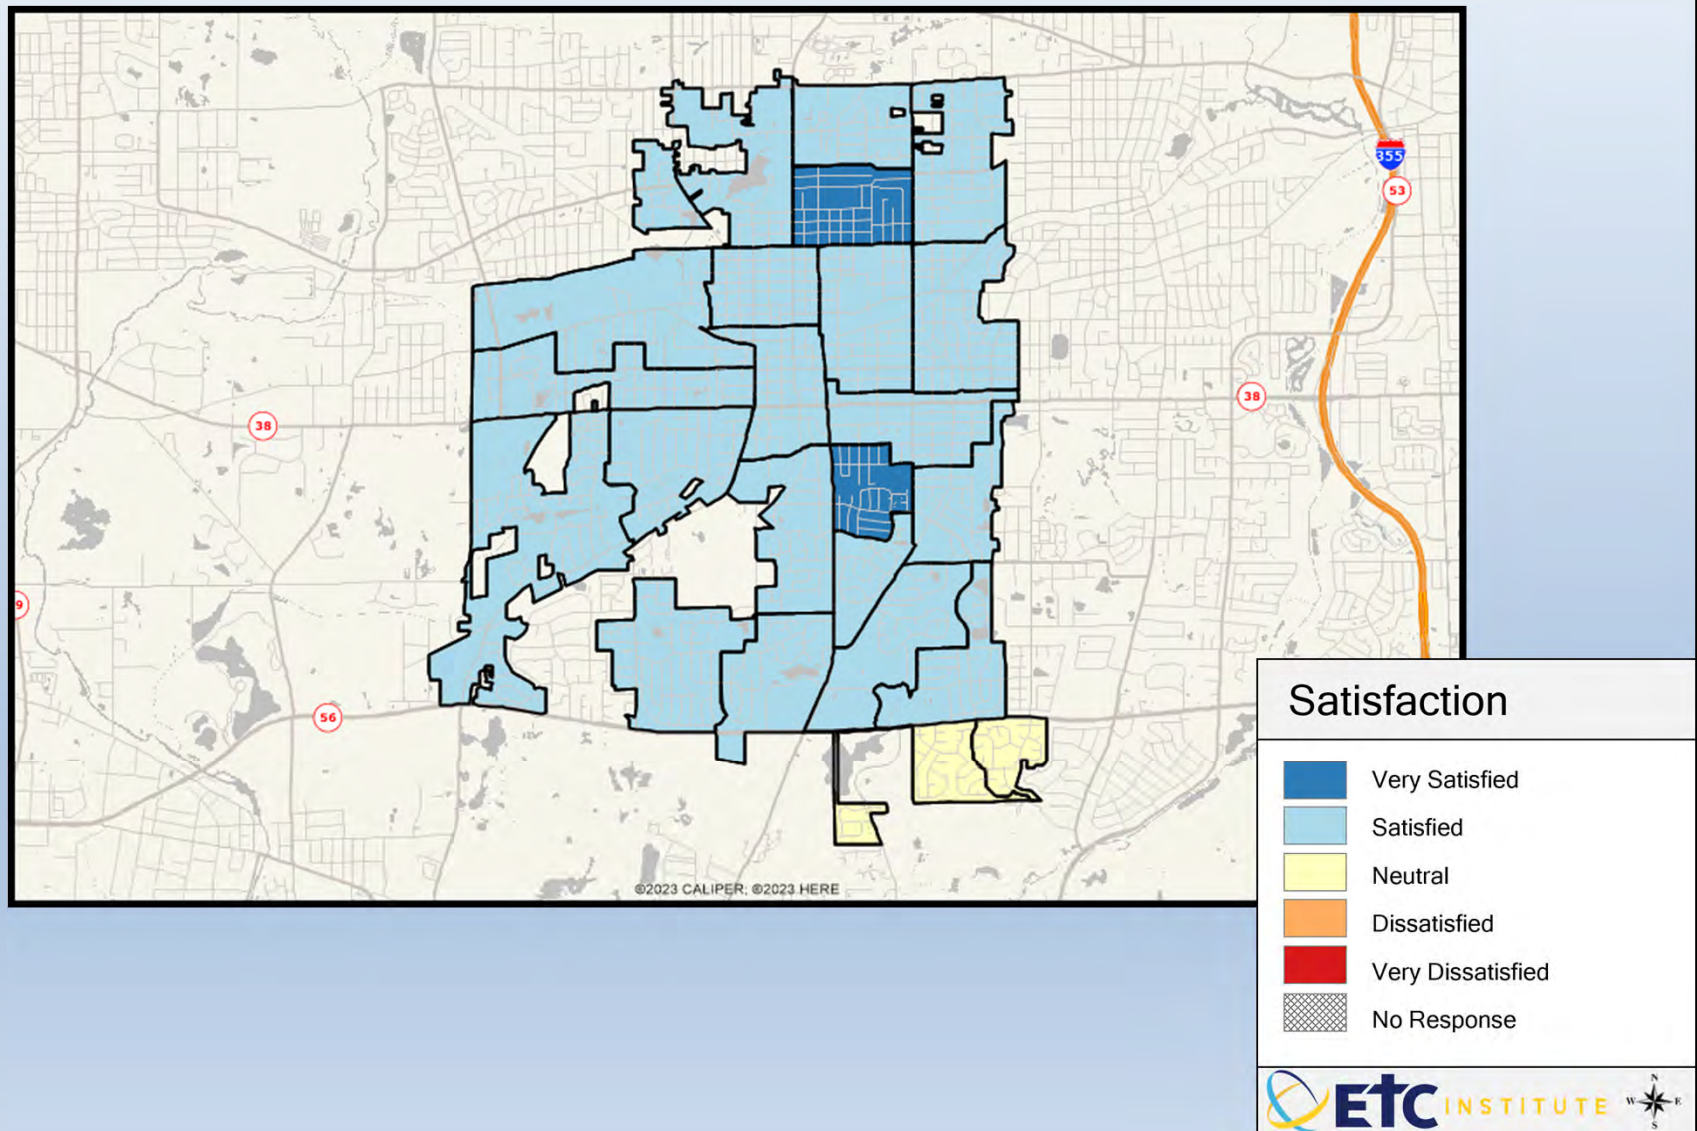 355
53
38
38
9
56
©2023 CALIPER; ©2023 HERE
Satisfaction
Very Satisfied
Satisfied
Neutral
Dissatisfied
Very Dissatisfied
No Response
ETC INSTITUTE
N
W E
S